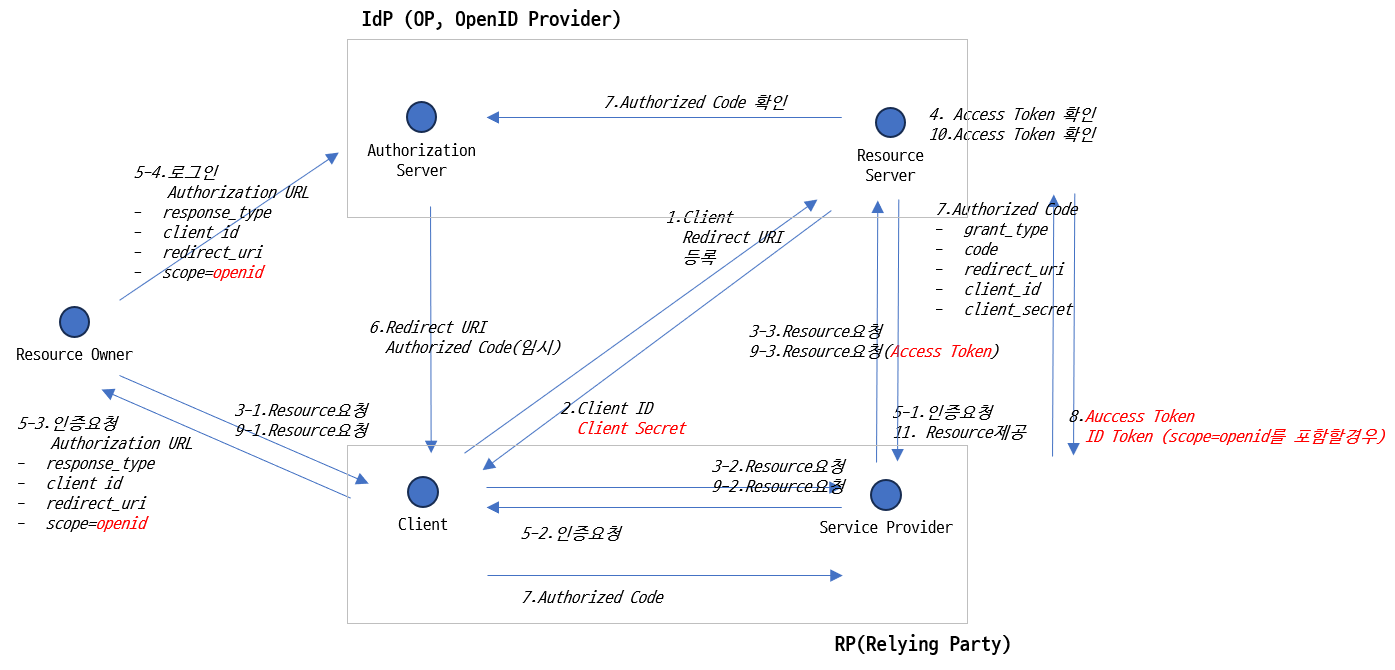 IdP (OP, OpenID Provider)
7.Authorized Code 확인
4. Access Token 확인
10.Access Token 확인
Authorization
Server
Resource
Server
5-4.로그인
Authorization URL
- response_type
- client id
- redirect_uri
- scope=openid
1.Client
Redirect URI
등록
7.Authorized Code
- grant_type
- code
- redirect_uri
- client_id
- client_secret
Resource Owner
6.Redirect URI
Authorized Code(임시)
3-3.Resource요청
9-3.Resource요청(Access Token)
3-1.Resource요청
9-1.Resource요청
2.Client ID
Client Secret
5-1.인증요청
11. Resource제공
8.Auccess Token
ID Token (scope=openid를 포함할경우)
5-3.인증요청
Authorization URL
- response_type
- client id
- redirect_uri
- scope=openid
3-2.Resource요청
9-2.Resource요청
Client
Service Provider
5-2.인증요청
7.Authorized Code
RP(Relying Party)